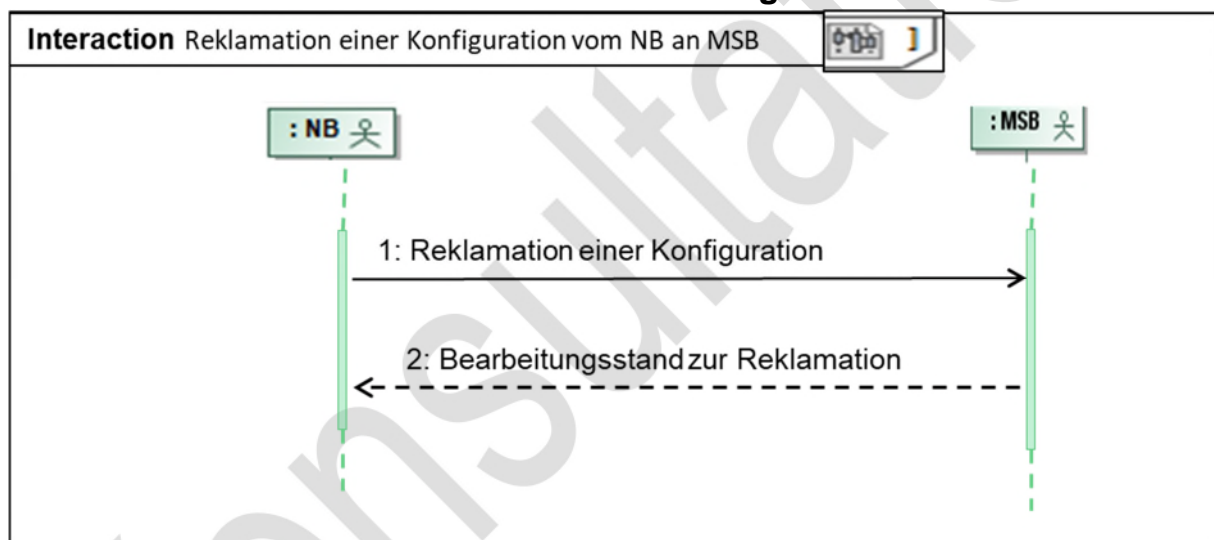 Interaction Reklamation einer Konfiguration vom NB an MSB
: NB
: MSB
1: Reklamation einer Konfiguration
2: Bearbeitungsstand zur Reklamation